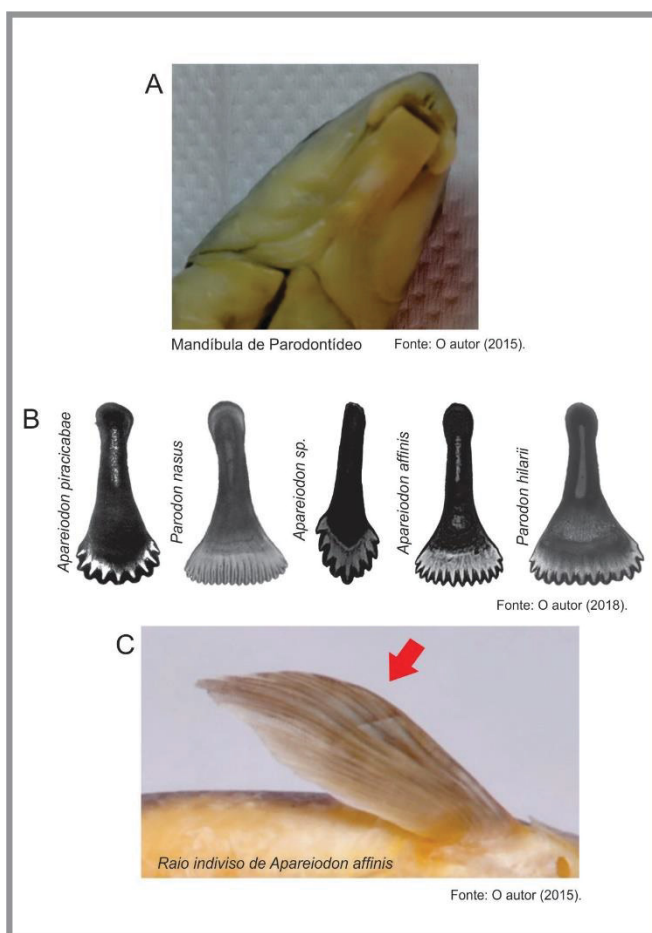 A
Mandíbula de Parodontídeo
Fonte: O autor (2015).
B
Apareiodon piracicabae
Parodon nasus
Apareiodon sp.
Apareiodon affinis
Parodon hilarii
Fonte: O autor (2018).
C
Raio indiviso de Apareiodon affinis
Fonte: O autor (2015).